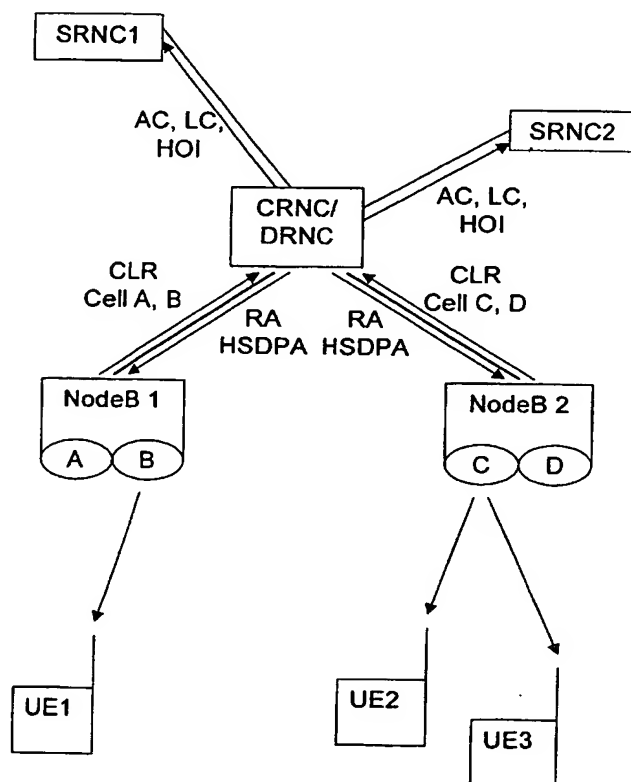 SRNC1
AC, LC,
HOI
SRNC2
CRNC/
DRNC
AC, LC,
HOI
CLR
Cell A, B
RA
HSDPA
RA
HSDPA
CLR
Cell C, D
NodeB 1
A
B
NodeB 2
C
D
UE1
UE2
UE3